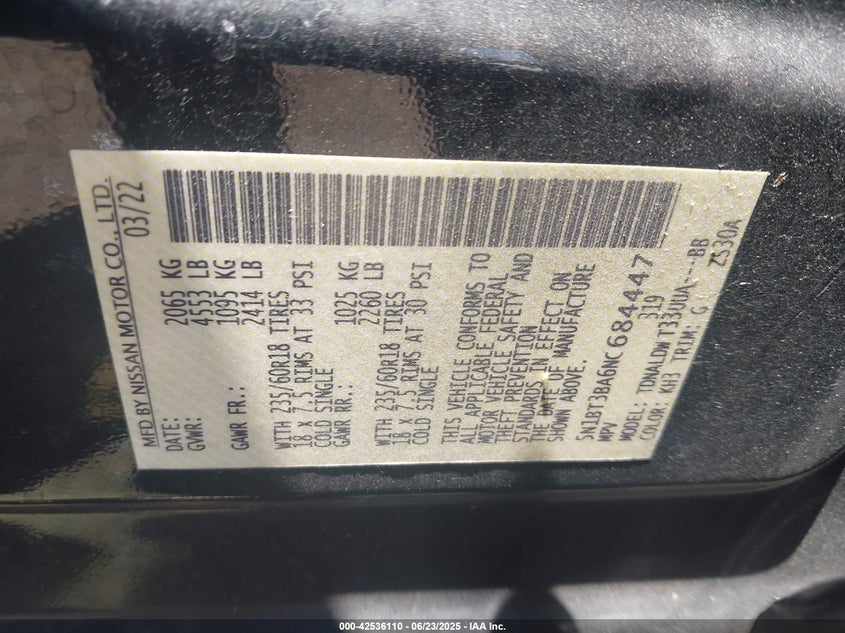 MFD BY NISSAN MOTOR CO., LTD.
DATE: 03/22
GVWR: 2065 KG
4553 LB
GAWR FR.: 1095 KG
2414 LB
WITH 235/60R18 TIRES
18 x 7.5 RIMS AT 33 PSI
COLD SINGLE
GAWR RR.: 1025 KG
2260 LB
WITH 235/60R18 TIRES
18 x 7.5 RIMS AT 30 PSI
COLD SINGLE
THIS VEHICLE CONFORMS TO
ALL APPLICABLE FEDERAL
MOTOR VEHICLE SAFETY AND
THEFT PREVENTION
STANDARDS IN EFFECT ON
THE DATE OF MANUFACTURE
SHOWN ABOVE.
5N1BT3BA6NC684447
MPV 319
MODEL: TDNALDW T33UUA---BB
COLOR: KH3 TRIM: G ZS30A
000-42536110 - 06/23/2025 - IAA Inc.